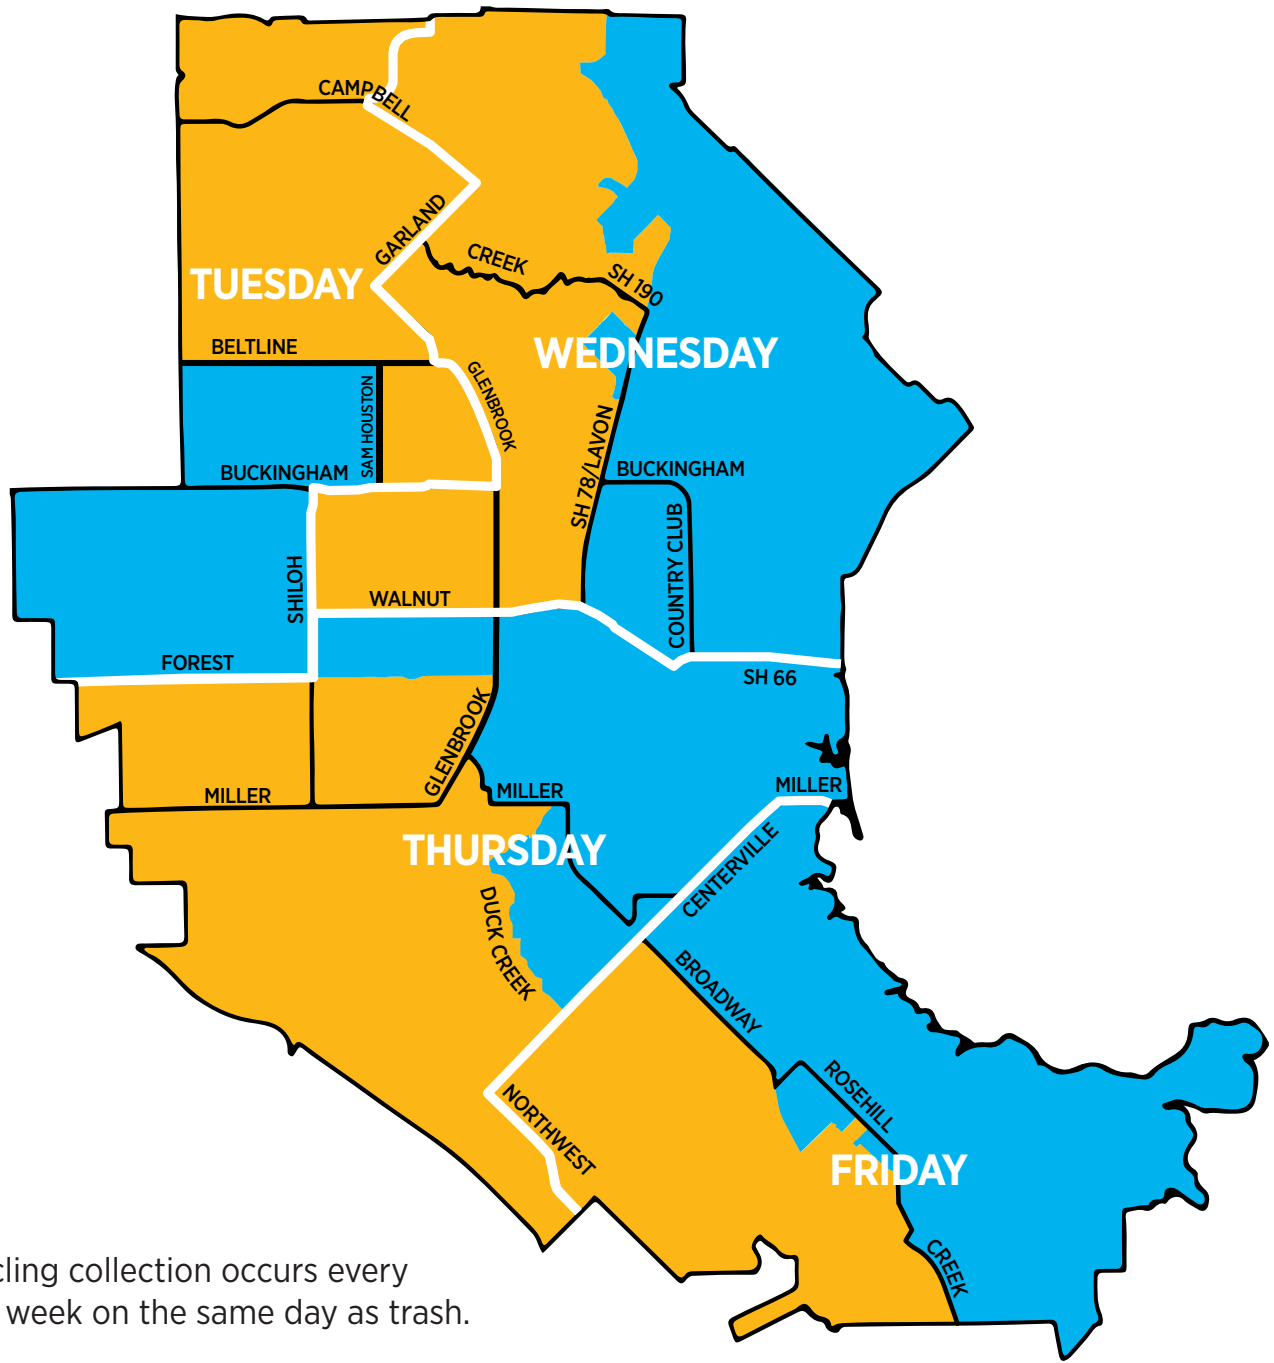 CAMPBELL
GARLAND
CREEK
SH 190
TUESDAY
BELTLINE
WEDNESDAY
GLENBROOK
SAM HOUSTON
SH 78/LAVON
BUCKINGHAM
BUCKINGHAM
COUNTRY CLUB
SHILOH
WALNUT
FOREST
SH 66
GLENBROOK
MILLER
MILLER
MILLER
THURSDAY
CENTERVILLE
DUCK CREEK
BROADWAY
ROSEHILL
NORTHWEST
FRIDAY
CREEK
cling collection occurs every
week on the same day as trash.